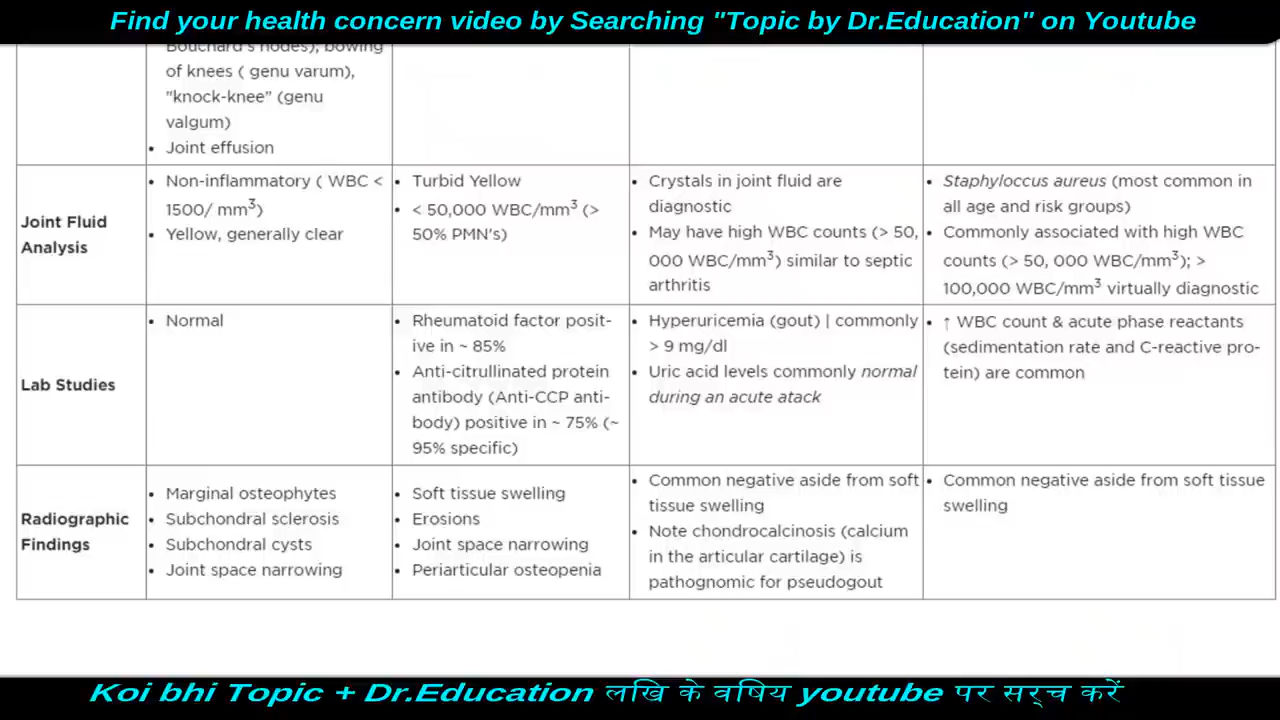 Find your health concern video by Searching "Topic by Dr.Education" on Youtube
Bouchard's nodes); bowing
of knees ( genu varum),
"knock-knee" (genu
valgum)
• Joint effusion
Joint Fluid
Analysis
• Non-inflammatory ( WBC <
1500/ mm³)
• Yellow, generally clear
• Turbid Yellow
• < 50,000 WBC/mm³ (>
50% PMN's)
• Crystals in joint fluid are
diagnostic
• May have high WBC counts (> 50,
000 WBC/mm³) similar to septic
arthritis
• Staphyloccus aureus (most common in
all age and risk groups)
• Commonly associated with high WBC
counts (> 50, 000 WBC/mm³); >
100,000 WBC/mm³ virtually diagnostic
Lab Studies
• Normal
• Rheumatoid factor posit-
ive in ~ 85%
• Anti-citrullinated protein
antibody (Anti-CCP anti-
body) positive in ~ 75% (~
95% specific)
• Hyperuricemia (gout) | commonly
> 9 mg/dl
• Uric acid levels commonly normal
during an acute atack
• ↑ WBC count & acute phase reactants
(sedimentation rate and C-reactive pro-
tein) are common
Radiographic
Findings
• Marginal osteophytes
• Subchondral sclerosis
• Subchondral cysts
• Joint space narrowing
• Soft tissue swelling
• Erosions
• Joint space narrowing
• Periarticular osteopenia
• Common negative aside from soft
tissue swelling
• Note chondrocalcinosis (calcium
in the articular cartilage) is
pathognomic for pseudogout
• Common negative aside from soft tissue
swelling
Koi bhi Topic + Dr.Education लखि के वषिय youtube पर सर्च करें